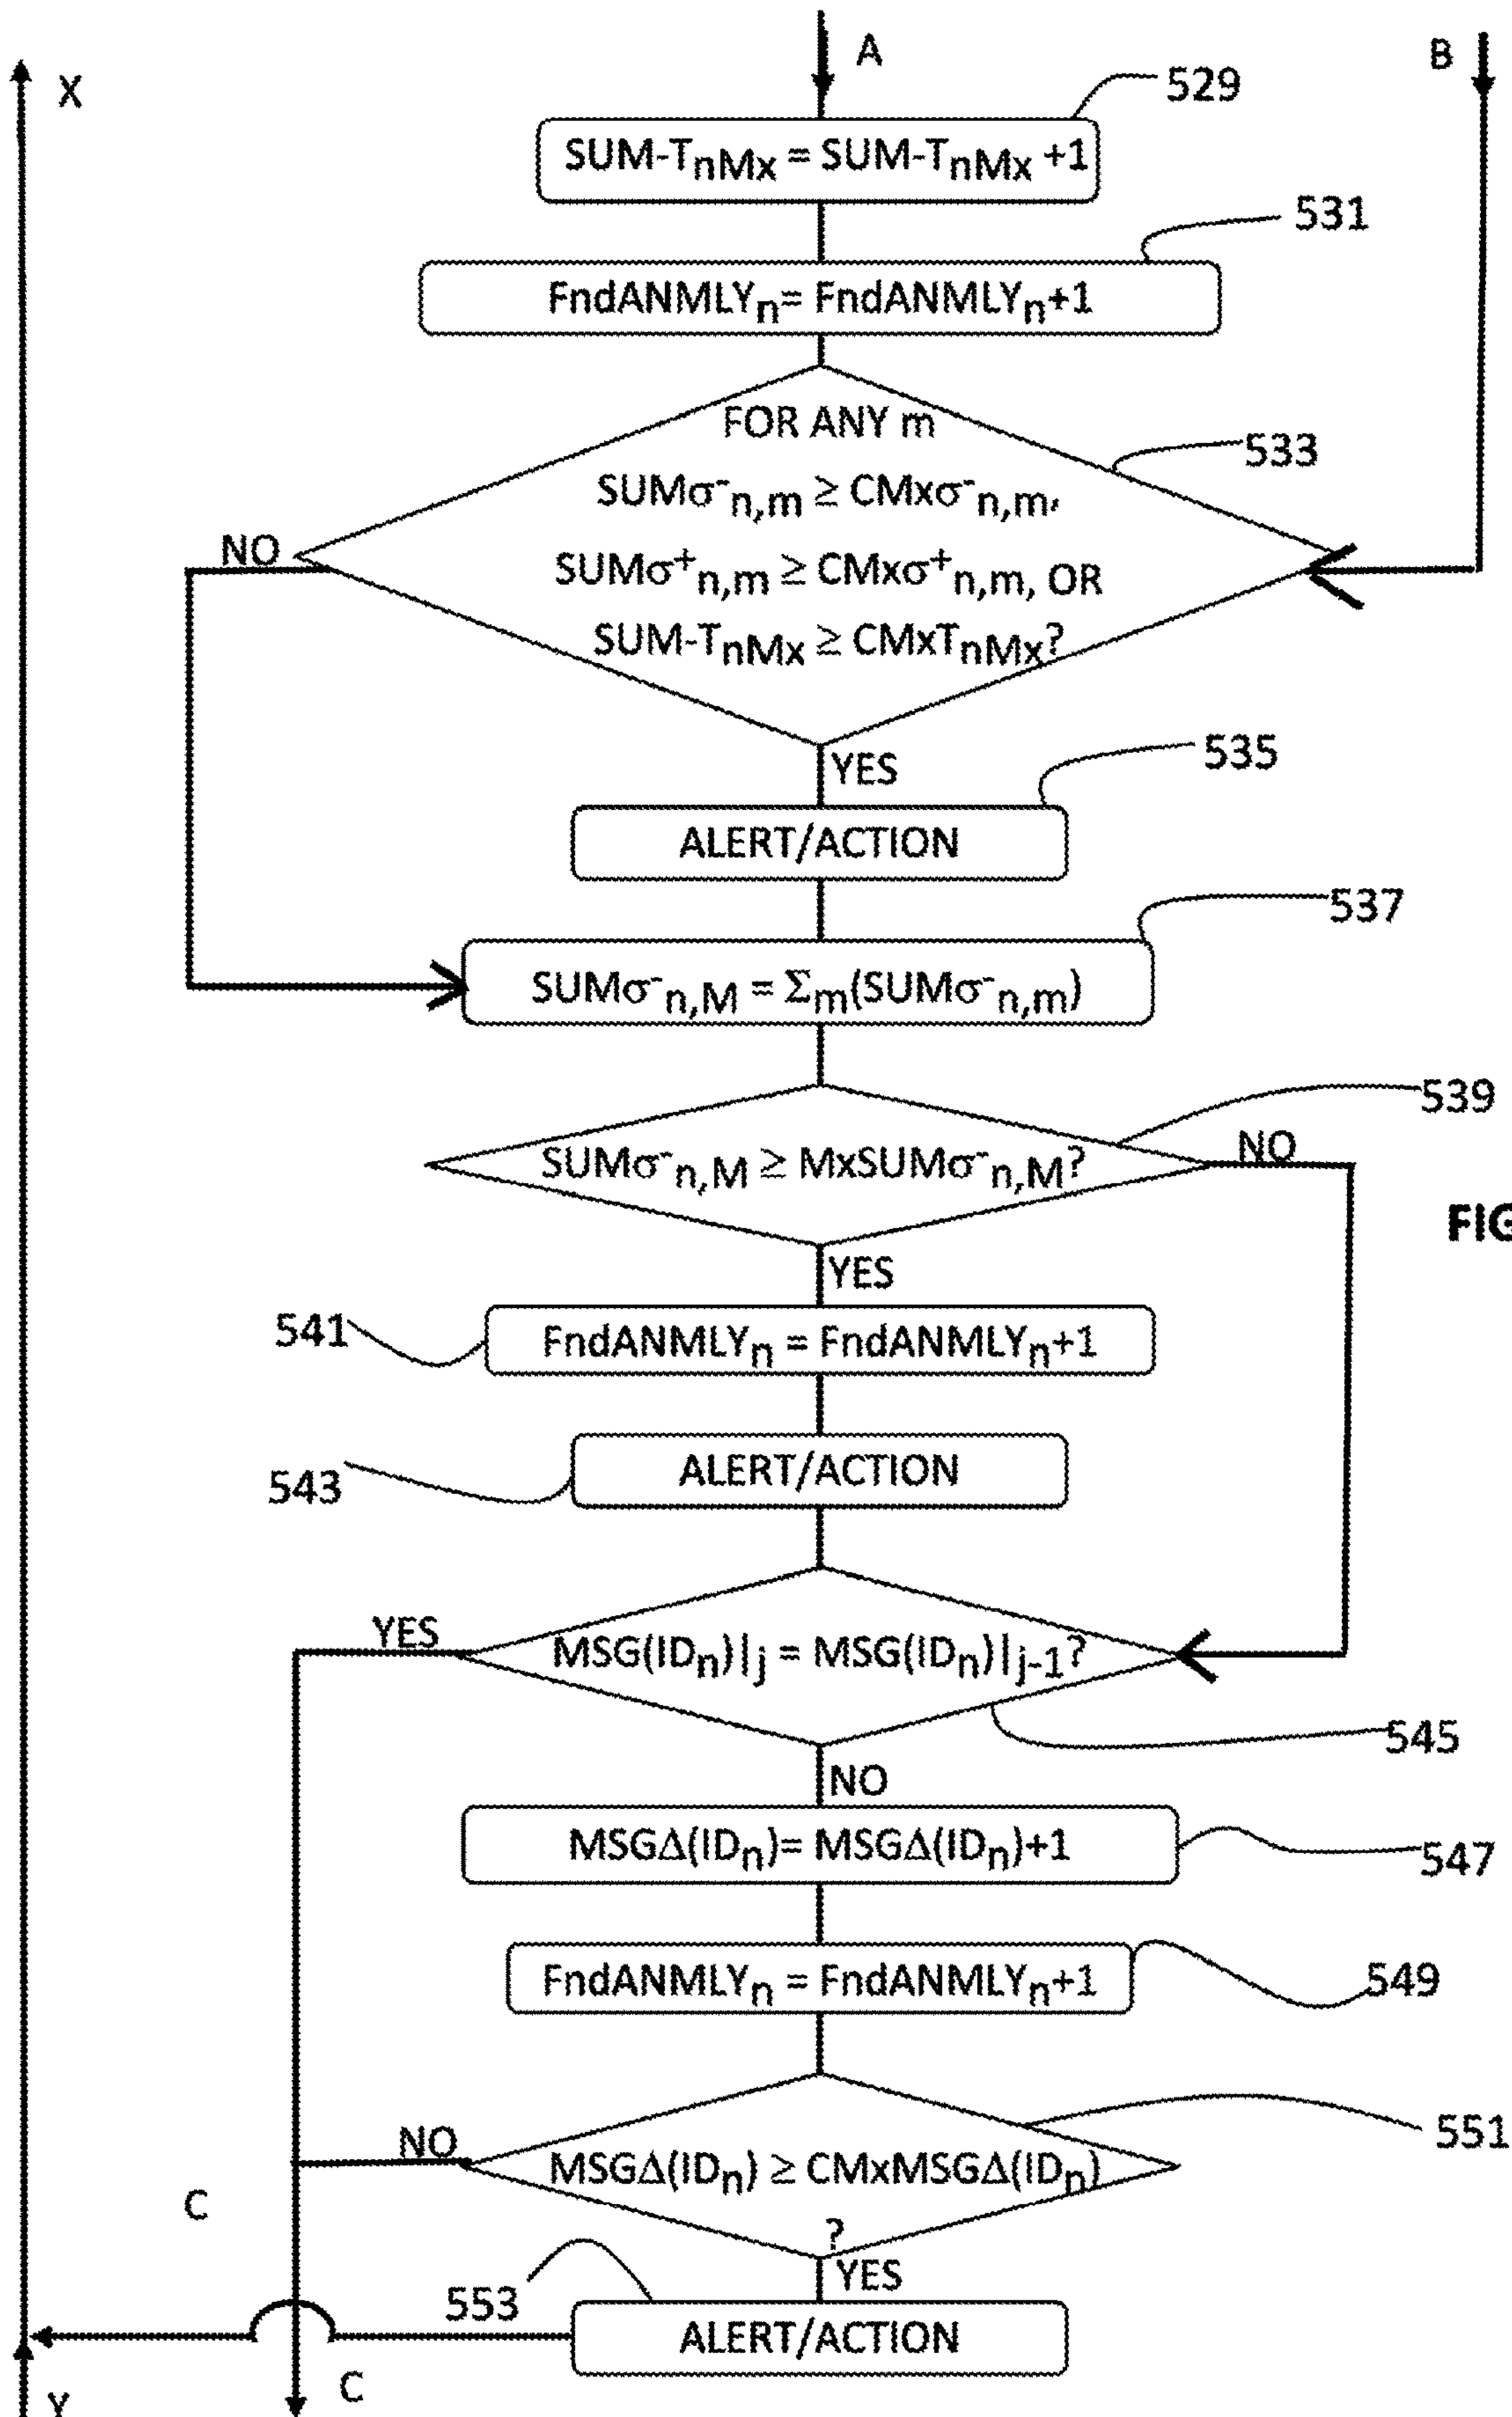 A
B
X
529
SUM-TnMx = SUM-TnMx +1
531
FndANMLYn= FndANMLYn+1
FOR ANY m
533
SUMσ-n,m ≥ CMxσ-n,m,
NO
SUMσ+n,m ≥ CMxσ+n,m, OR
SUM-TnMx ≥ CMxTnMx?
535
YES
ALERT/ACTION
537
SUMσ-n,M = Σm(SUMσ-n,m)
539
NO
SUMσ-n,M ≥ MxSUMσ-n,M?
FIG
YES
541
FndANMLYn = FndANMLYn+1
543
ALERT/ACTION
YES
MSG(IDn)|j = MSG(IDn)|j-1?
545
NO
MSGΔ(IDn)= MSGΔ(IDn)+1
547
FndANMLYn = FndANMLYn+1
549
551
NO
MSGΔ(IDn) ≥ CMxMSGΔ(IDn)
C
?
YES
553
ALERT/ACTION
C
Y